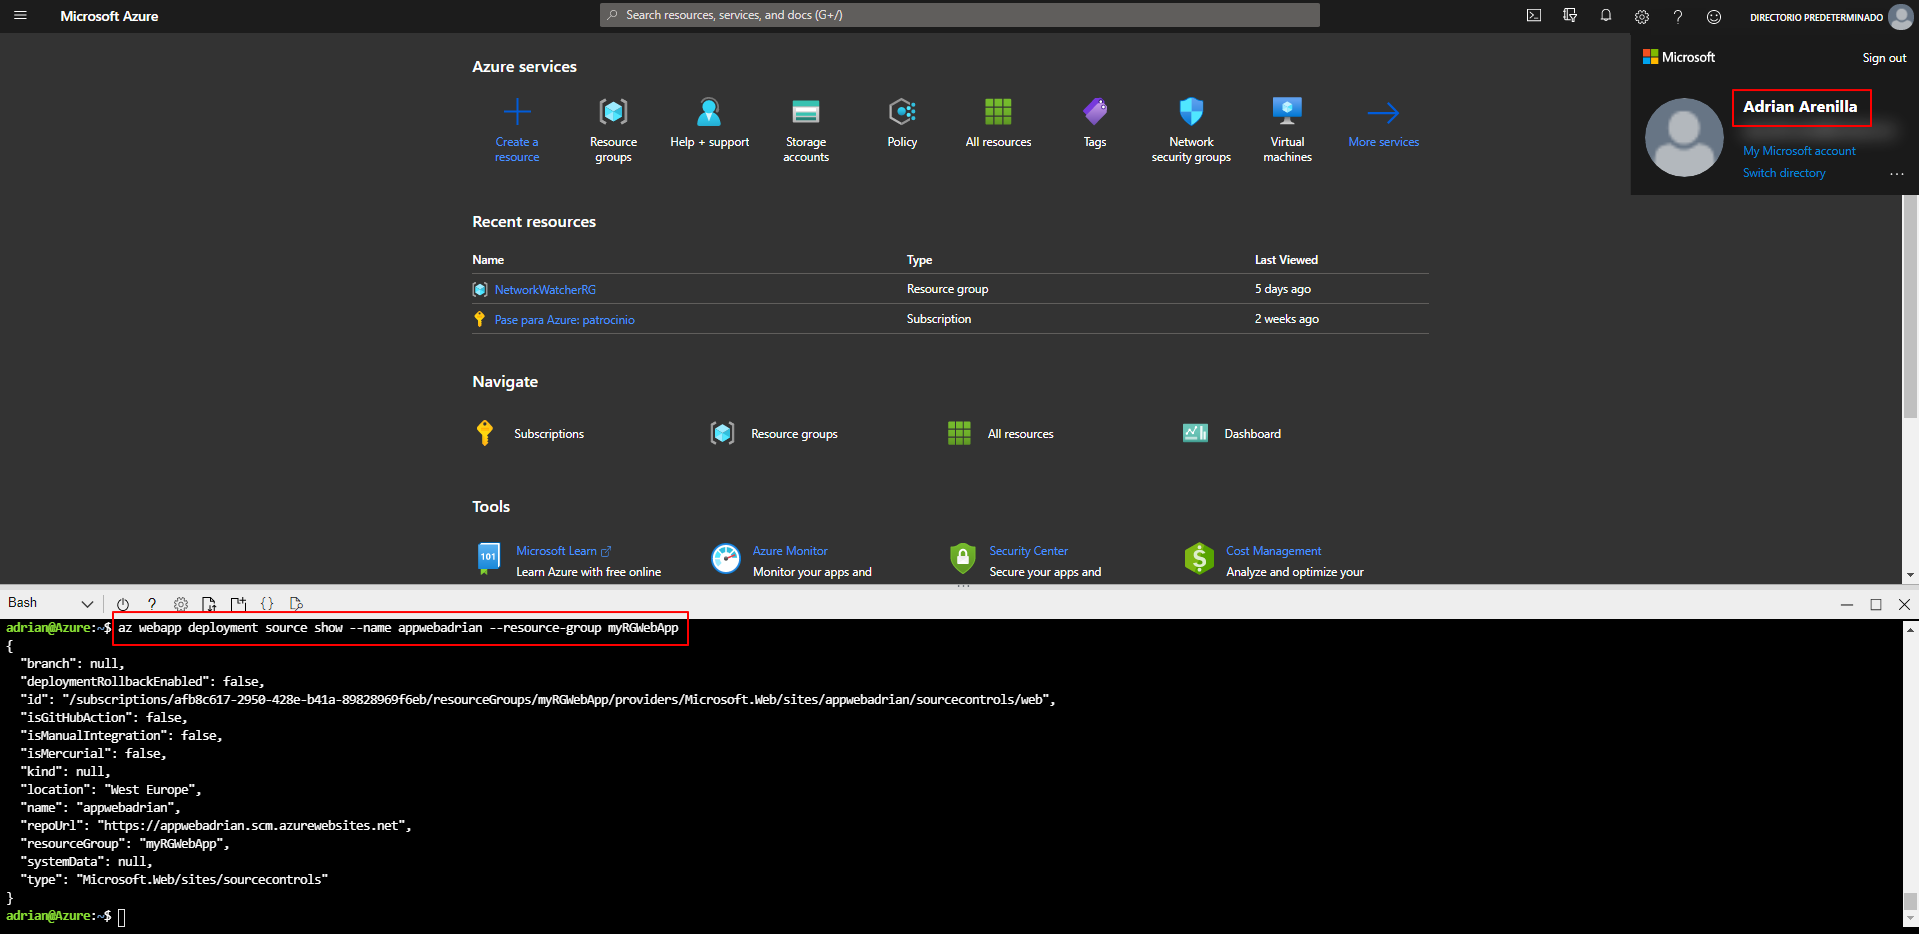 Microsoft Azure
Search resources, services, and docs (G+/)
DIRECTORIO PREDETERMINADO
Microsoft
Sign out
Adrian Arenilla
My Microsoft account
Switch directory
...
Azure services
Create a resource
Resource groups
Help + support
Storage accounts
Policy
All resources
Tags
Network security groups
Virtual machines
More services
Recent resources
Name Type Last Viewed
NetworkWatcherRG Resource group 5 days ago
Pase para Azure: patrocinio Subscription 2 weeks ago
Navigate
Subscriptions
Resource groups
All resources
Dashboard
Tools
101
Microsoft Learn
Learn Azure with free online
Azure Monitor
Monitor your apps and
Security Center
Secure your apps and
Cost Management
Analyze and optimize your
Bash
adrian@Azure:~$ az webapp deployment source show --name appwebadrian --resource-group myRGWebApp
{
"branch": null,
"deploymentRollbackEnabled": false,
"id": "/subscriptions/afb8c617-2950-428e-b41a-89828969f6eb/resourceGroups/myRGWebApp/providers/Microsoft.Web/sites/appwebadrian/sourcecontrols/web",
"isGitHubAction": false,
"isManualIntegration": false,
"isMercurial": false,
"kind": null,
"location": "West Europe",
"name": "appwebadrian",
"repoUrl": "https://appwebadrian.scm.azurewebsites.net",
"resourceGroup": "myRGWebApp",
"systemData": null,
"type": "Microsoft.Web/sites/sourcecontrols"
}
adrian@Azure:~$